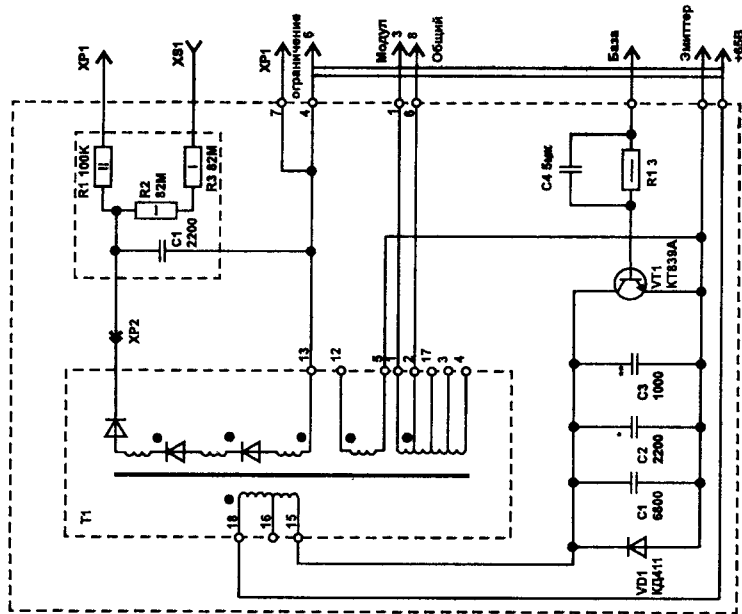 XP1
XS1
XP1
ограничение
6
Модул
3
8
Общий
База
Эмиттер
+65В
7
4
1
6
R1 100K
R2
82M
R3 82M
C1
2200
C4 5мк
R1 3
XP2
VT1
КТ839А
13
12
5
1
2
17
3
4
C3
1000
C2
2200
C1
6800
VD1
КД411
T1
18
16
15